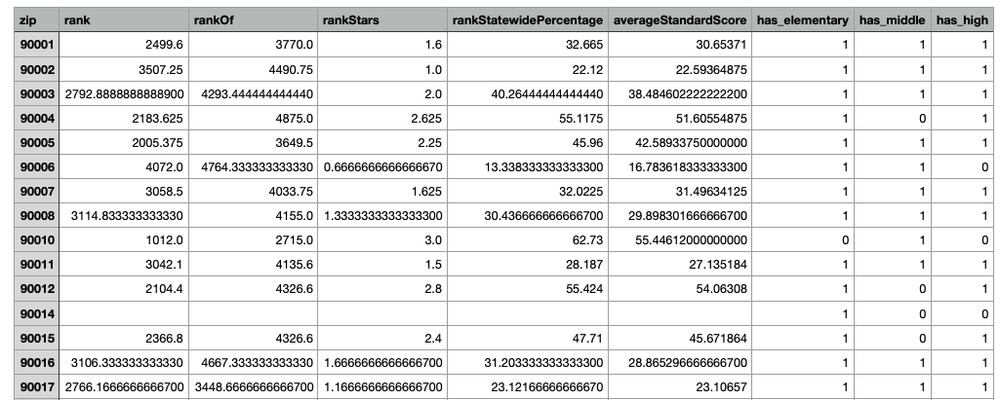 zip rank rankOf rankStars rankStatewidePercentage averageStandardScore has_elementary has_middle has_high
90001 2499.6 3770.0 1.6 32.665 30.65371 1 1 1
90002 3507.25 4490.75 1.0 22.12 22.59364875 1 1 1
90003 2792.8888888888900 4293.444444444440 2.0 40.26444444444440 38.484602222222200 1 1 1
90004 2183.625 4875.0 2.625 55.1175 51.60554875 1 0 1
90005 2005.375 3649.5 2.25 45.96 42.58933750000000 1 1 1
90006 4072.0 4764.333333333330 0.6666666666666670 13.338333333333300 16.783618333333300 1 1 0
90007 3058.5 4033.75 1.625 32.0225 31.49634125 1 1 1
90008 3114.833333333330 4155.0 1.3333333333333300 30.436666666666700 29.898301666666700 1 1 1
90010 1012.0 2715.0 3.0 62.73 55.44612000000000 0 1 0
90011 3042.1 4135.6 1.5 28.187 27.135184 1 1 1
90012 2104.4 4326.6 2.8 55.424 54.06308 1 0 1
90014 1 0 0
90015 2366.8 4326.6 2.4 47.71 45.671864 1 0 1
90016 3106.333333333330 4667.333333333330 1.6666666666666700 31.203333333333300 28.865296666666700 1 1 1
90017 2766.1666666666700 3448.6666666666700 1.1666666666666700 23.12166666666670 23.10657 1 1 1